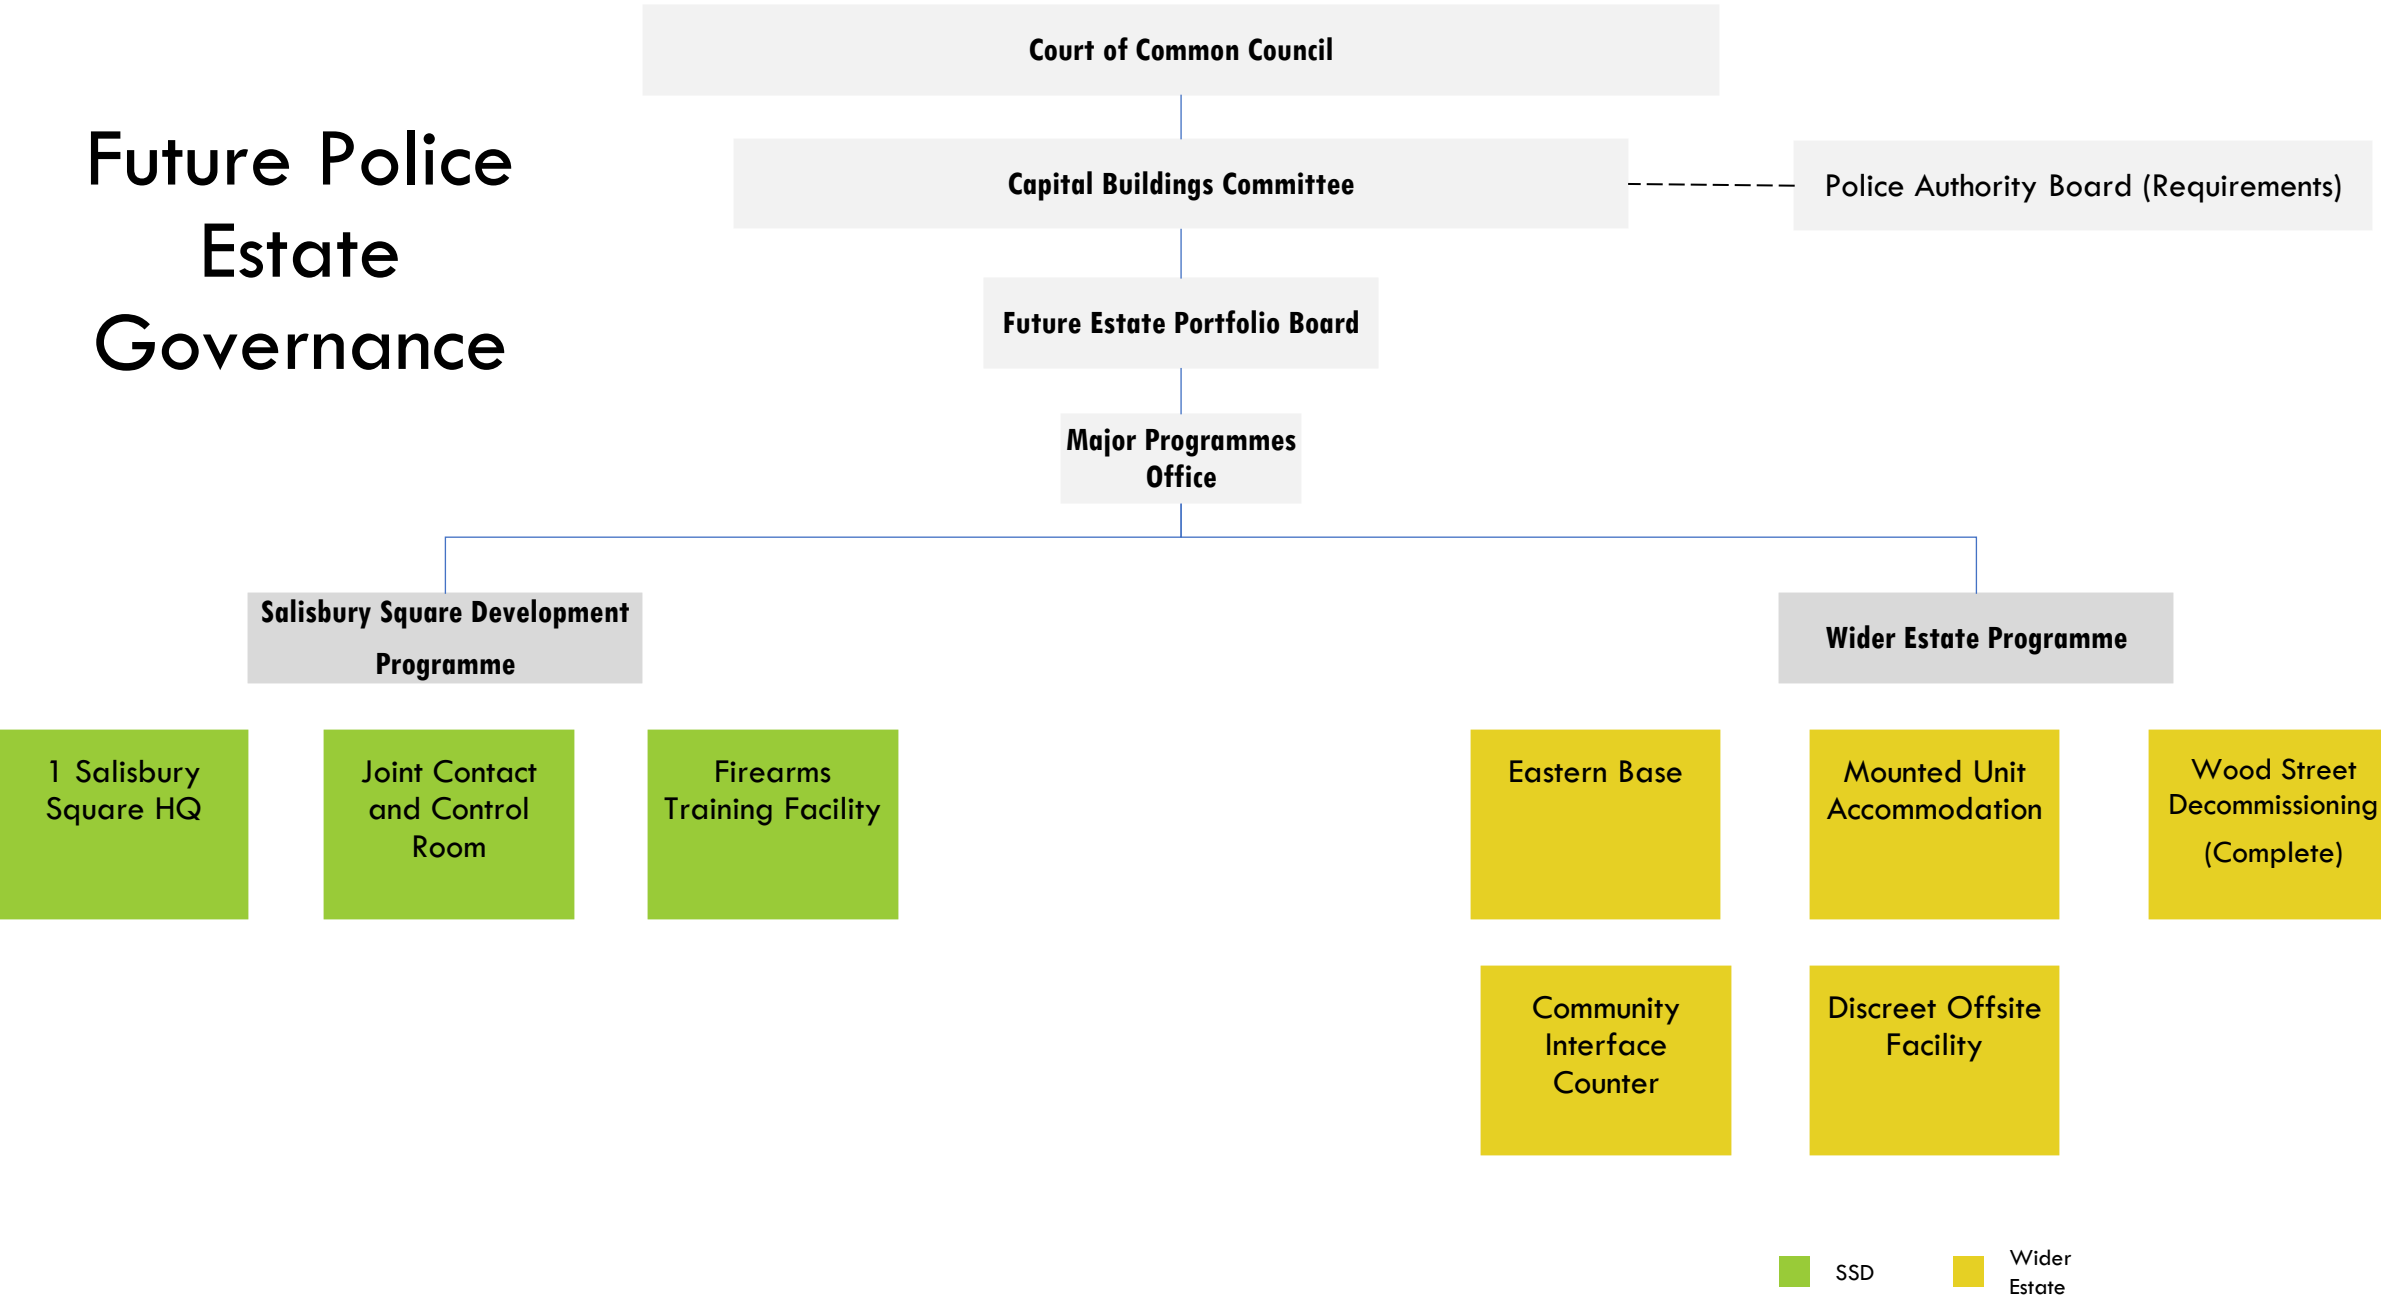 Court of Common Council
Future Police
Estate
Governance
Capital Buildings Committee
Police Authority Board (Requirements)
Future Estate Portfolio Board
Major Programmes
Office
Salisbury Square Development
Programme
Wider Estate Programme
1 Salisbury
Square HQ
Joint Contact
and Control
Room
Firearms
Training Facility
Eastern Base
Mounted Unit
Accommodation
Wood Street
Decommissioning
(Complete)
Community
Interface
Counter
Discreet Offsite
Facility
SSD
Wider
Estate